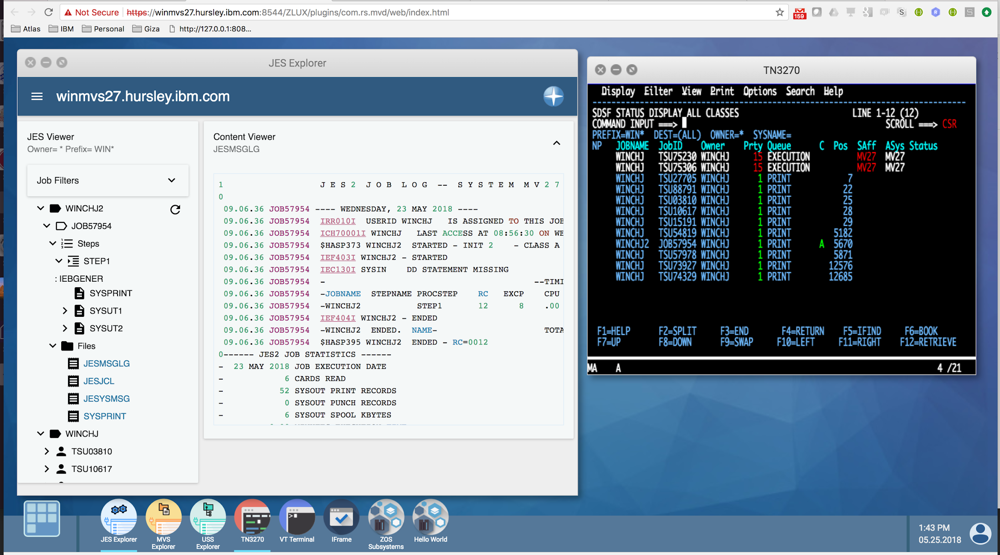 Not Secure https://winmvs27.hursley.ibm.com:8544/ZLUX/plugins/com.rs.mvd/web/index.html
159 S R S
Atlas IBM Personal Giza http://127.0.0.1:808...
JES Explorer
winmvs27.hursley.ibm.com
JES Viewer
Owner= * Prefix= WIN*
Job Filters
WINCHJ2
JOB57954
Steps
STEP1
: IEBGENER
SYSPRINT
SYSUT1
SYSUT2
Files
JESMSGLG
JESJCL
JESYSMSG
SYSPRINT
WINCHJ
TSU03810
TSU10617
Content Viewer
JESMSGLG
1 J E S 2 J O B L O G -- S Y S T E M M V 2 7
0
09.06.36 JOB57954 ---- WEDNESDAY, 23 MAY 2018 ----
09.06.36 JOB57954 IRR010I USERID WINCHJ IS ASSIGNED TO THIS JOB
09.06.36 JOB57954 ICH70001I WINCHJ LAST ACCESS AT 08:56:30 ON WE
09.06.36 JOB57954 $HASP373 WINCHJ2 STARTED - INIT 2 - CLASS A
09.06.36 JOB57954 IEF403I WINCHJ2 - STARTED
09.06.36 JOB57954 IEC130I SYSIN DD STATEMENT MISSING
09.06.36 JOB57954 - --TIMI
09.06.36 JOB57954 -JOBNAME STEPNAME PROCSTEP RC EXCP CPU
09.06.36 JOB57954 -WINCHJ2 STEP1 12 8 .00
09.06.36 JOB57954 IEF404I WINCHJ2 - ENDED
09.06.36 JOB57954 -WINCHJ2 ENDED. NAME- TOTA
09.06.36 JOB57954 $HASP395 WINCHJ2 ENDED - RC=0012
0------ JES2 JOB STATISTICS ------
- 23 MAY 2018 JOB EXECUTION DATE
- 6 CARDS READ
- 52 SYSOUT PRINT RECORDS
- 0 SYSOUT PUNCH RECORDS
- 6 SYSOUT SPOOL KBYTES
TN3270
Display Filter View Print Options Search Help
SDSF STATUS DISPLAY ALL CLASSES LINE 1-12 (12)
COMMAND INPUT ===> SCROLL ===> CSR
PREFIX=WIN* DEST=(ALL) OWNER=* SYSNAME=
NP JOBNAME JobID Owner Prty Queue C Pos SAff ASys Status
WINCHJ TSU75230 WINCHJ 15 EXECUTION MV27 MV27
WINCHJ TSU75306 WINCHJ 15 EXECUTION MV27 MV27
WINCHJ TSU27705 WINCHJ 1 PRINT 7
WINCHJ TSU88791 WINCHJ 1 PRINT 22
WINCHJ TSU03810 WINCHJ 1 PRINT 25
WINCHJ TSU10617 WINCHJ 1 PRINT 28
WINCHJ TSU15191 WINCHJ 1 PRINT 29
WINCHJ TSU54819 WINCHJ 1 PRINT 5182
WINCHJ2 JOB57954 WINCHJ 1 PRINT A 5670
WINCHJ TSU57978 WINCHJ 1 PRINT 5871
WINCHJ TSU73927 WINCHJ 1 PRINT 12576
WINCHJ TSU74329 WINCHJ 1 PRINT 12685
F1=HELP F2=SPLIT F3=END F4=RETURN F5=IFIND F6=BOOK
F7=UP F8=DOWN F9=SWAP F10=LEFT F11=RIGHT F12=RETRIEVE
MA A 4 /21
JES Explorer
MVS Explorer
USS Explorer
TN3270
VT Terminal
IFrame
ZOS Subsystems
Hello World
1:43 PM
05.25.2018